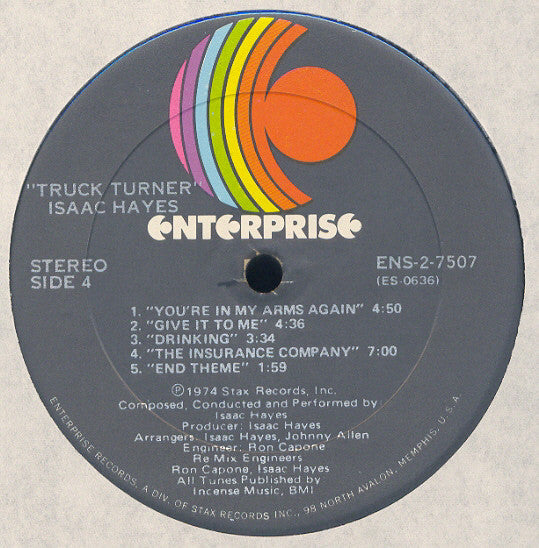 "TRUCK TURNER"
ISAAC HAYES
ENTERPRISE
STEREO
SIDE 4
ENS-2-7507
(ES-0636)
1. "YOU'RE IN MY ARMS AGAIN" 4:50
2. "GIVE IT TO ME" 4:36
3. "DRINKING" 3:34
4. "THE INSURANCE COMPANY" 7:00
5. "END THEME" 1:59
℗1974 Stax Records, Inc.
Composed, Conducted and Performed by
Isaac Hayes
Producer: Isaac Hayes
Arrangers: Isaac Hayes, Johnny Allen
Engineer: Ron Capone
Re Mix Engineers
Ron Capone, Isaac Hayes
All Tunes Published by
Incense Music, BMI
ENTERPRISE RECORDS, A DIV. OF STAX RECORDS INC., 98 NORTH AVALON, MEMPHIS, U.S.A.